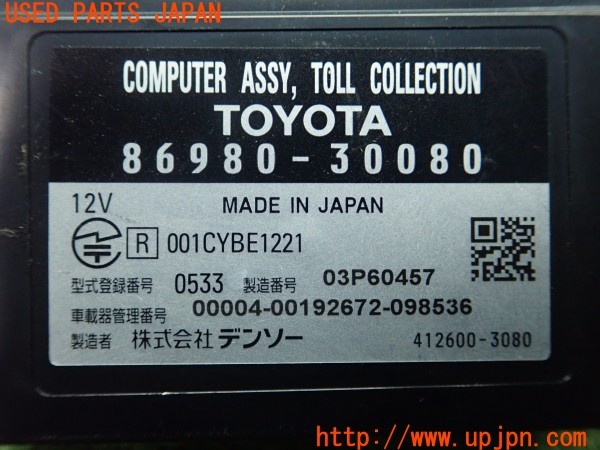 USED PARTS JAPAN
COMPUTER ASSY, TOLL COLLECTION
TOYOTA
86980-30080
12V MADE IN JAPAN
R 001CYBE1221
型式登録番号 0533 製造番号 03P60457
車載器管理番号 00004-00192672-098536
製造者 株式会社 デンソー 412600-3080
http://www.upjpn.com/